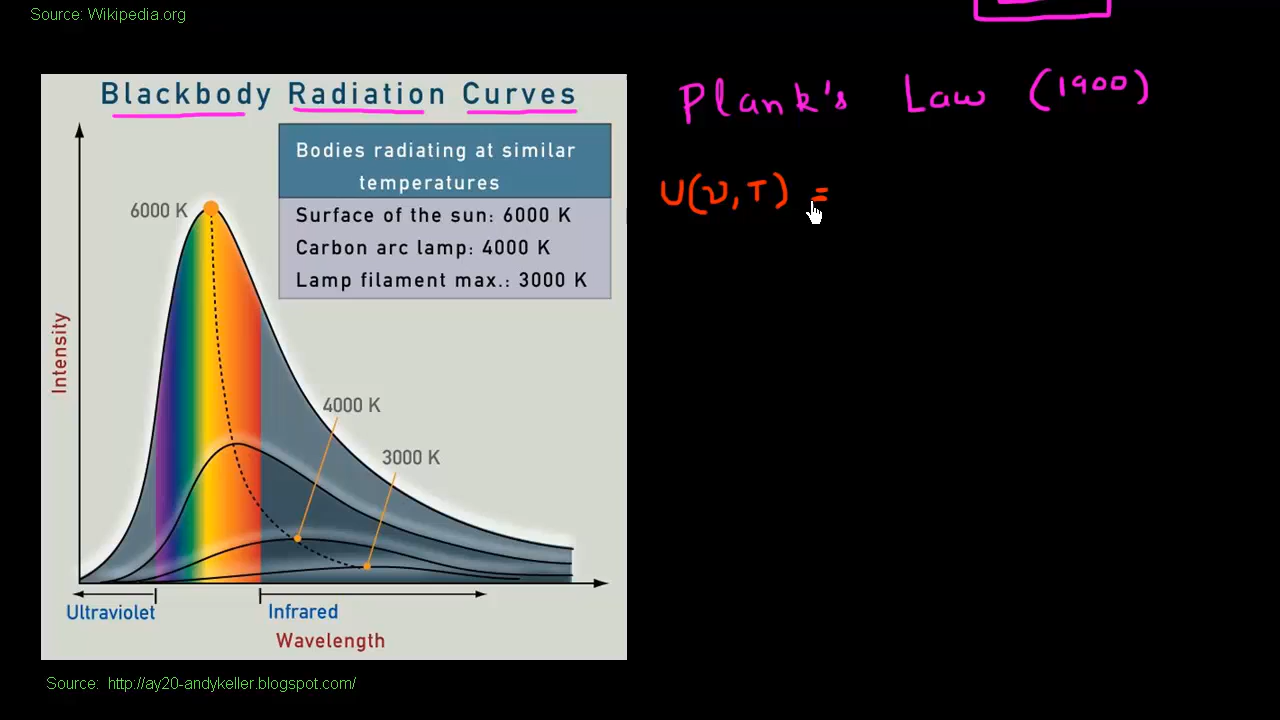 Source: Wikipedia.org
Blackbody Radiation Curves
Bodies radiating at similar
temperatures
Surface of the sun: 6000 K
Carbon arc lamp: 4000 K
Lamp filament max.: 3000 K
6000 K
4000 K
3000 K
Intensity
Ultraviolet
Infrared
Wavelength
Source: http://ay20-andykeller.blogspot.com/
Plank's Law (1900)
U(ν,T) =